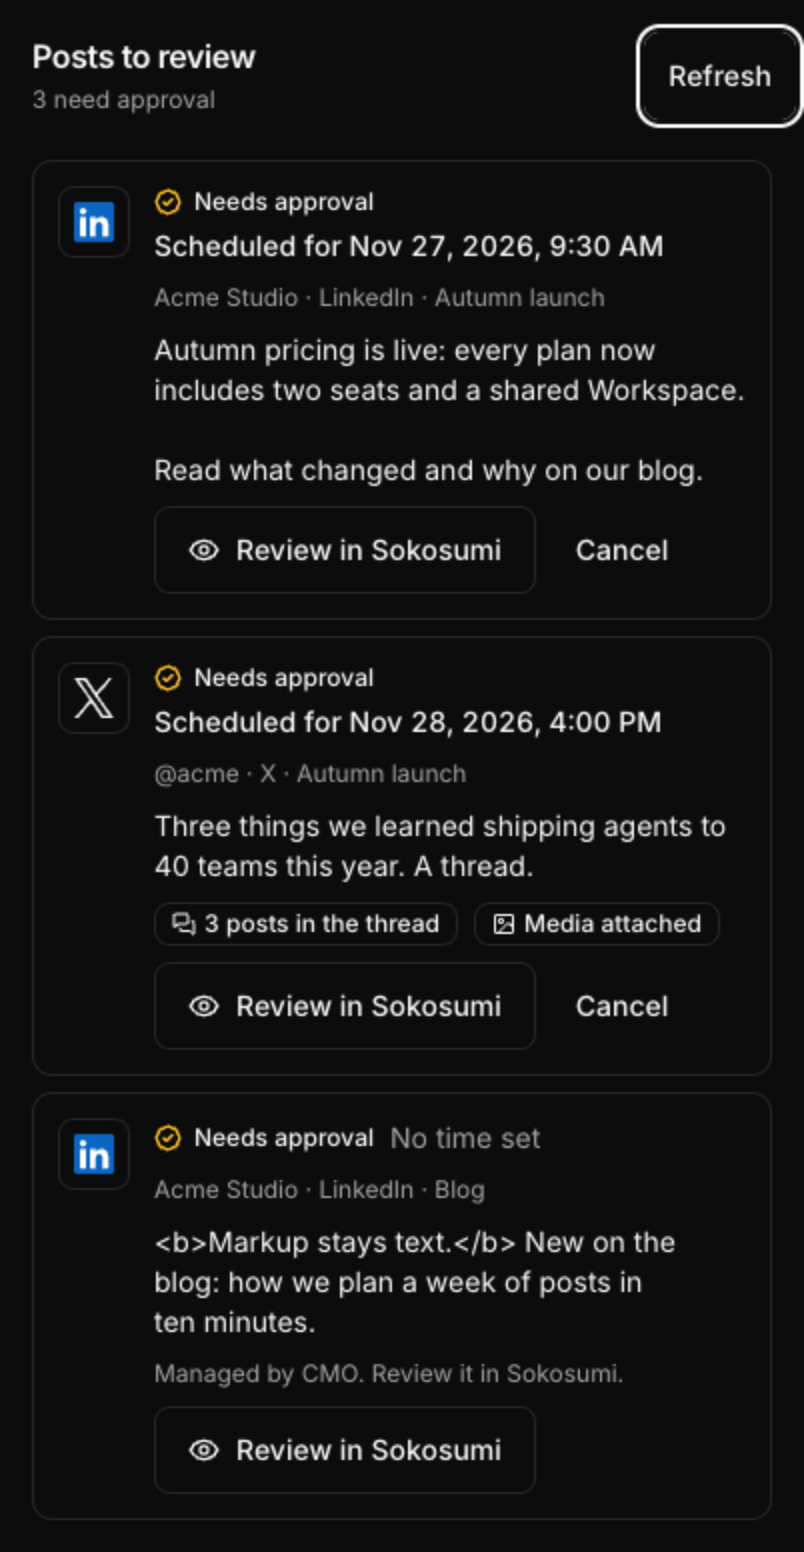 Posts to review
3 need approval
Refresh
in
Needs approval
Scheduled for Nov 27, 2026, 9:30 AM
Acme Studio · LinkedIn · Autumn launch
Autumn pricing is live: every plan now
includes two seats and a shared Workspace.
Read what changed and why on our blog.
Review in Sokosumi
Cancel
X
Needs approval
Scheduled for Nov 28, 2026, 4:00 PM
@acme · X · Autumn launch
Three things we learned shipping agents to
40 teams this year. A thread.
3 posts in the thread
Media attached
Review in Sokosumi
Cancel
in
Needs approval No time set
Acme Studio · LinkedIn · Blog
<b>Markup stays text.</b> New on the
blog: how we plan a week of posts in
ten minutes.
Managed by CMO. Review it in Sokosumi.
Review in Sokosumi